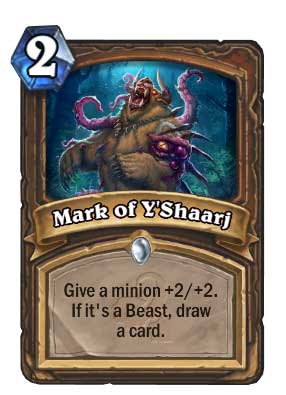 2
Mark of Y'Shaarj
Give a minion +2/+2.
If it's a Beast, draw
a card.